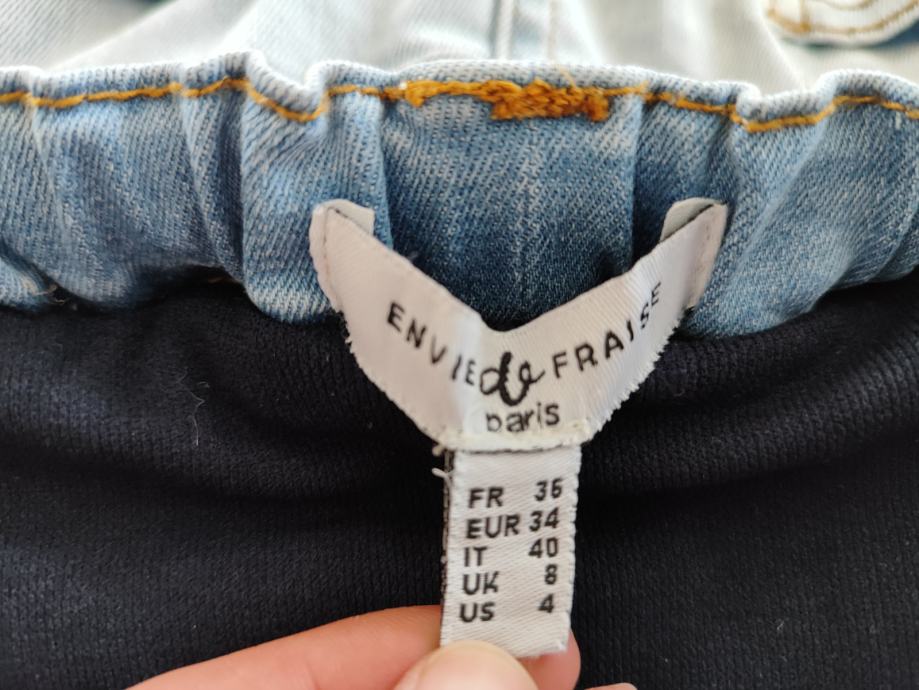 ENVIE de FRAISE
paris
FR 36
EUR 34
IT 40
UK 8
US 4